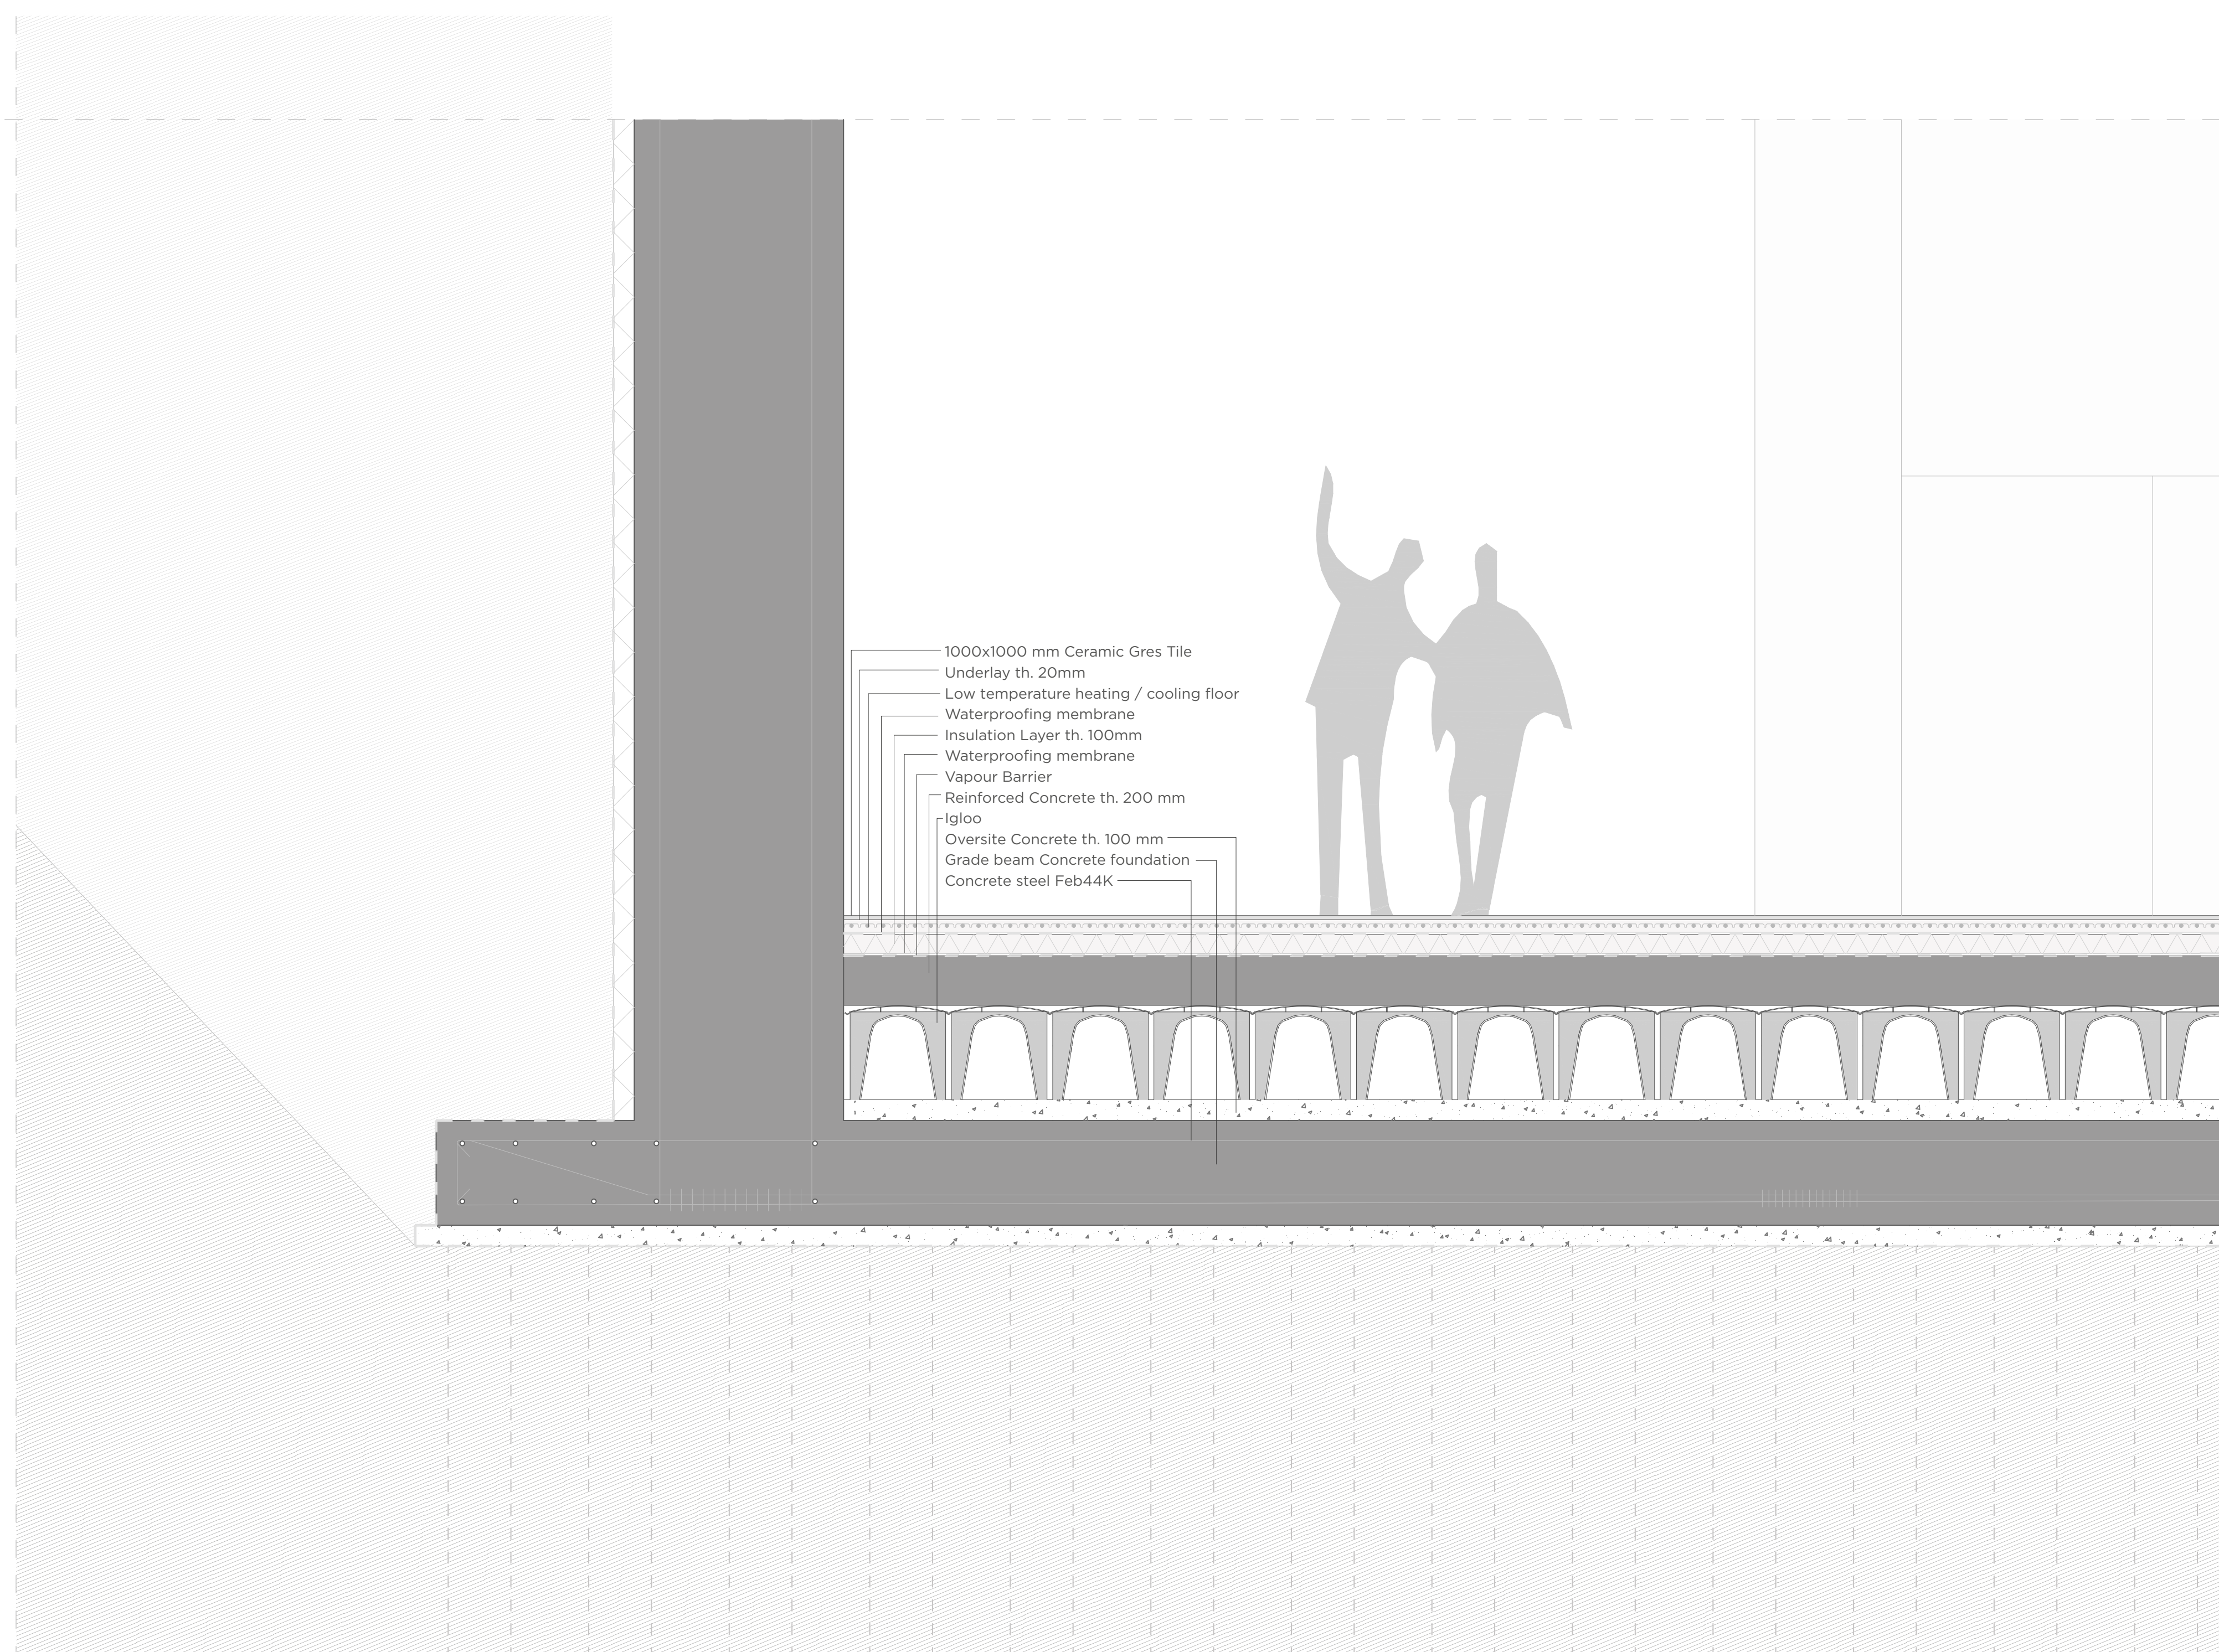 1000x1000 mm Ceramic Gres Tile
Underlay th. 20mm
Low temperature heating / cooling floor
Waterproofing membrane
Insulation Layer th. 100mm
Waterproofing membrane
Vapour Barrier
Reinforced Concrete th. 200 mm
Igloo
Oversite Concrete th. 100 mm
Grade beam Concrete foundation
Concrete steel Feb44K